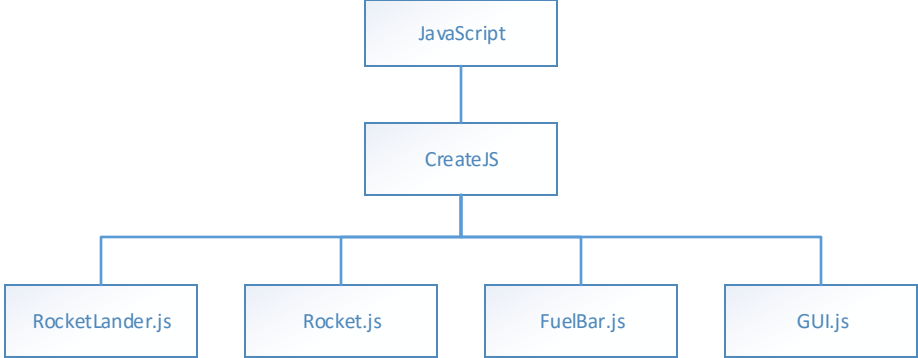 JavaScript
CreateJS
RocketLander.js
Rocket.js
FuelBar.js
GUI.js